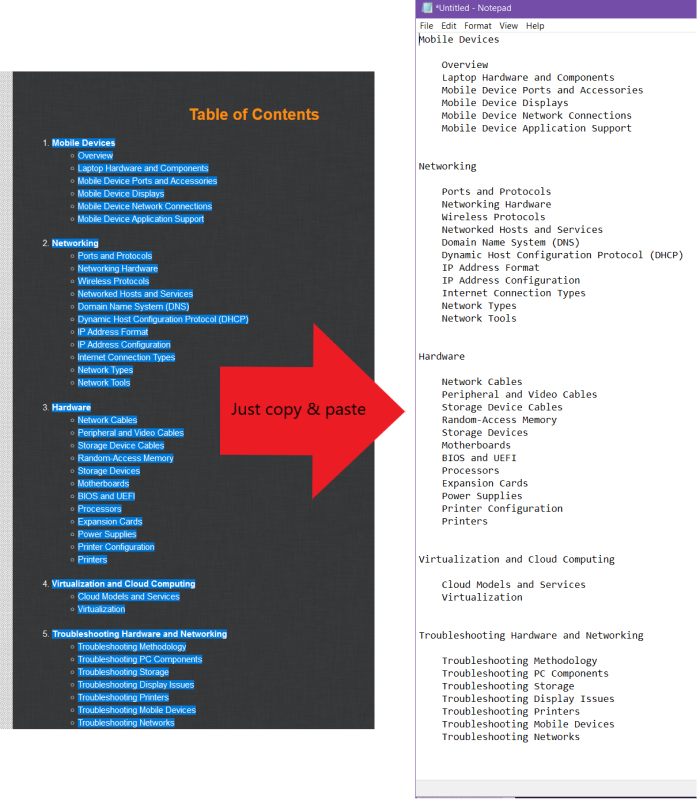 Table of Contents
1. Mobile Devices
Overview
Laptop Hardware and Components
Mobile Device Ports and Accessories
Mobile Device Displays
Mobile Device Network Connections
Mobile Device Application Support
2. Networking
Ports and Protocols
Networking Hardware
Wireless Protocols
Networked Hosts and Services
Domain Name System (DNS)
Dynamic Host Configuration Protocol (DHCP)
IP Address Format
IP Address Configuration
Internet Connection Types
Network Types
Network Tools
3. Hardware
Network Cables
Peripheral and Video Cables
Storage Device Cables
Random-Access Memory
Storage Devices
Motherboards
BIOS and UEFI
Processors
Expansion Cards
Power Supplies
Printer Configuration
Printers
4. Virtualization and Cloud Computing
Cloud Models and Services
Virtualization
5. Troubleshooting Hardware and Networking
Troubleshooting Methodology
Troubleshooting PC Components
Troubleshooting Storage
Troubleshooting Display Issues
Troubleshooting Printers
Troubleshooting Mobile Devices
Troubleshooting Networks
Just copy & paste
*Untitled - Notepad
File Edit Format View Help
Mobile Devices
Overview
Laptop Hardware and Components
Mobile Device Ports and Accessories
Mobile Device Displays
Mobile Device Network Connections
Mobile Device Application Support
Networking
Ports and Protocols
Networking Hardware
Wireless Protocols
Networked Hosts and Services
Domain Name System (DNS)
Dynamic Host Configuration Protocol (DHCP)
IP Address Format
IP Address Configuration
Internet Connection Types
Network Types
Network Tools
Hardware
Network Cables
Peripheral and Video Cables
Storage Device Cables
Random-Access Memory
Storage Devices
Motherboards
BIOS and UEFI
Processors
Expansion Cards
Power Supplies
Printer Configuration
Printers
Virtualization and Cloud Computing
Cloud Models and Services
Virtualization
Troubleshooting Hardware and Networking
Troubleshooting Methodology
Troubleshooting PC Components
Troubleshooting Storage
Troubleshooting Display Issues
Troubleshooting Printers
Troubleshooting Mobile Devices
Troubleshooting Networks